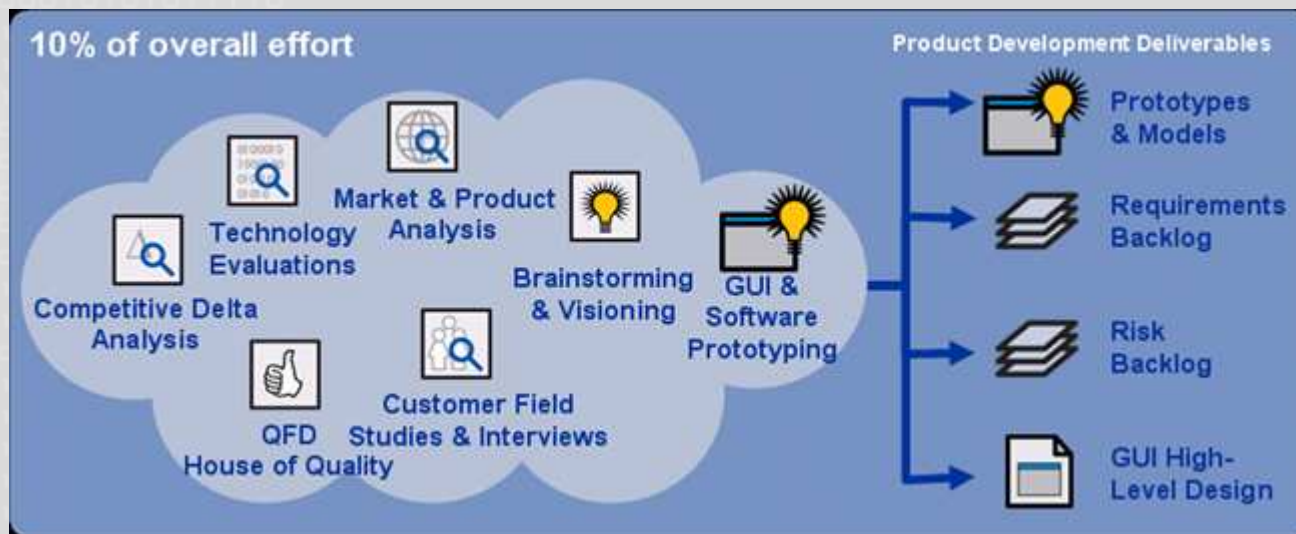 10% of overall effort
Product Development Deliverables
Market & Product
Analysis
Technology
Evaluations
Competitive Delta
Analysis
Brainstorming
& Visioning
GUI &
Software
Prototyping
QFD
House of Quality
Customer Field
Studies & Interviews
Prototypes
& Models
Requirements
Backlog
Risk
Backlog
GUI High-
Level Design